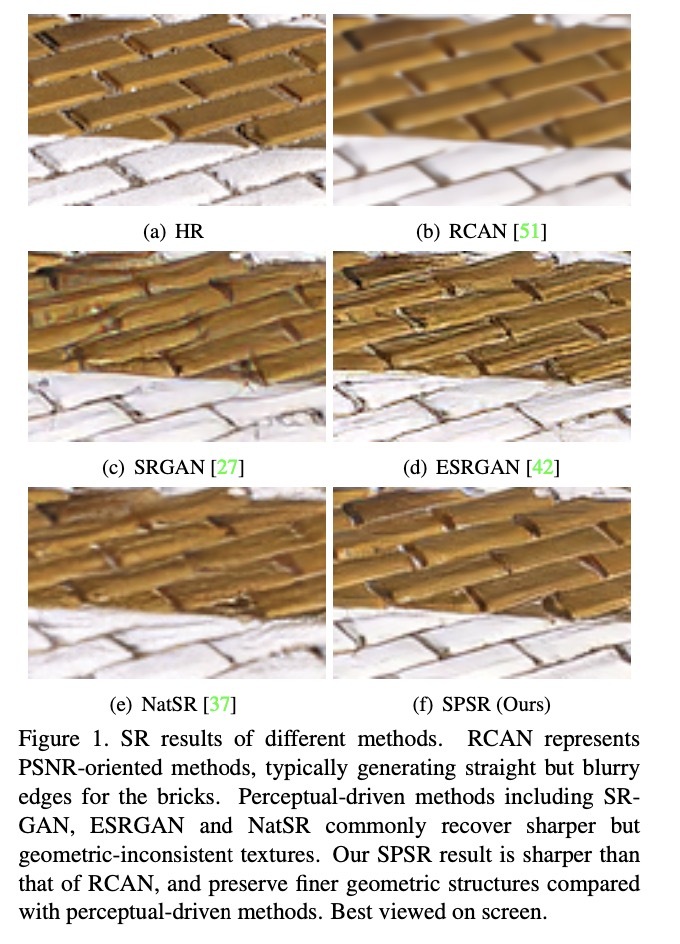 (a) HR
(b) RCAN [51]
(c) SRGAN [27]
(d) ESRGAN [42]
(e) NatSR [37]
(f) SPSR (Ours)
Figure 1. SR results of different methods. RCAN represents
PSNR-oriented methods, typically generating straight but blurry
edges for the bricks. Perceptual-driven methods including SR-
GAN, ESRGAN and NatSR commonly recover sharper but
geometric-inconsistent textures. Our SPSR result is sharper than
that of RCAN, and preserve finer geometric structures compared
with perceptual-driven methods. Best viewed on screen.